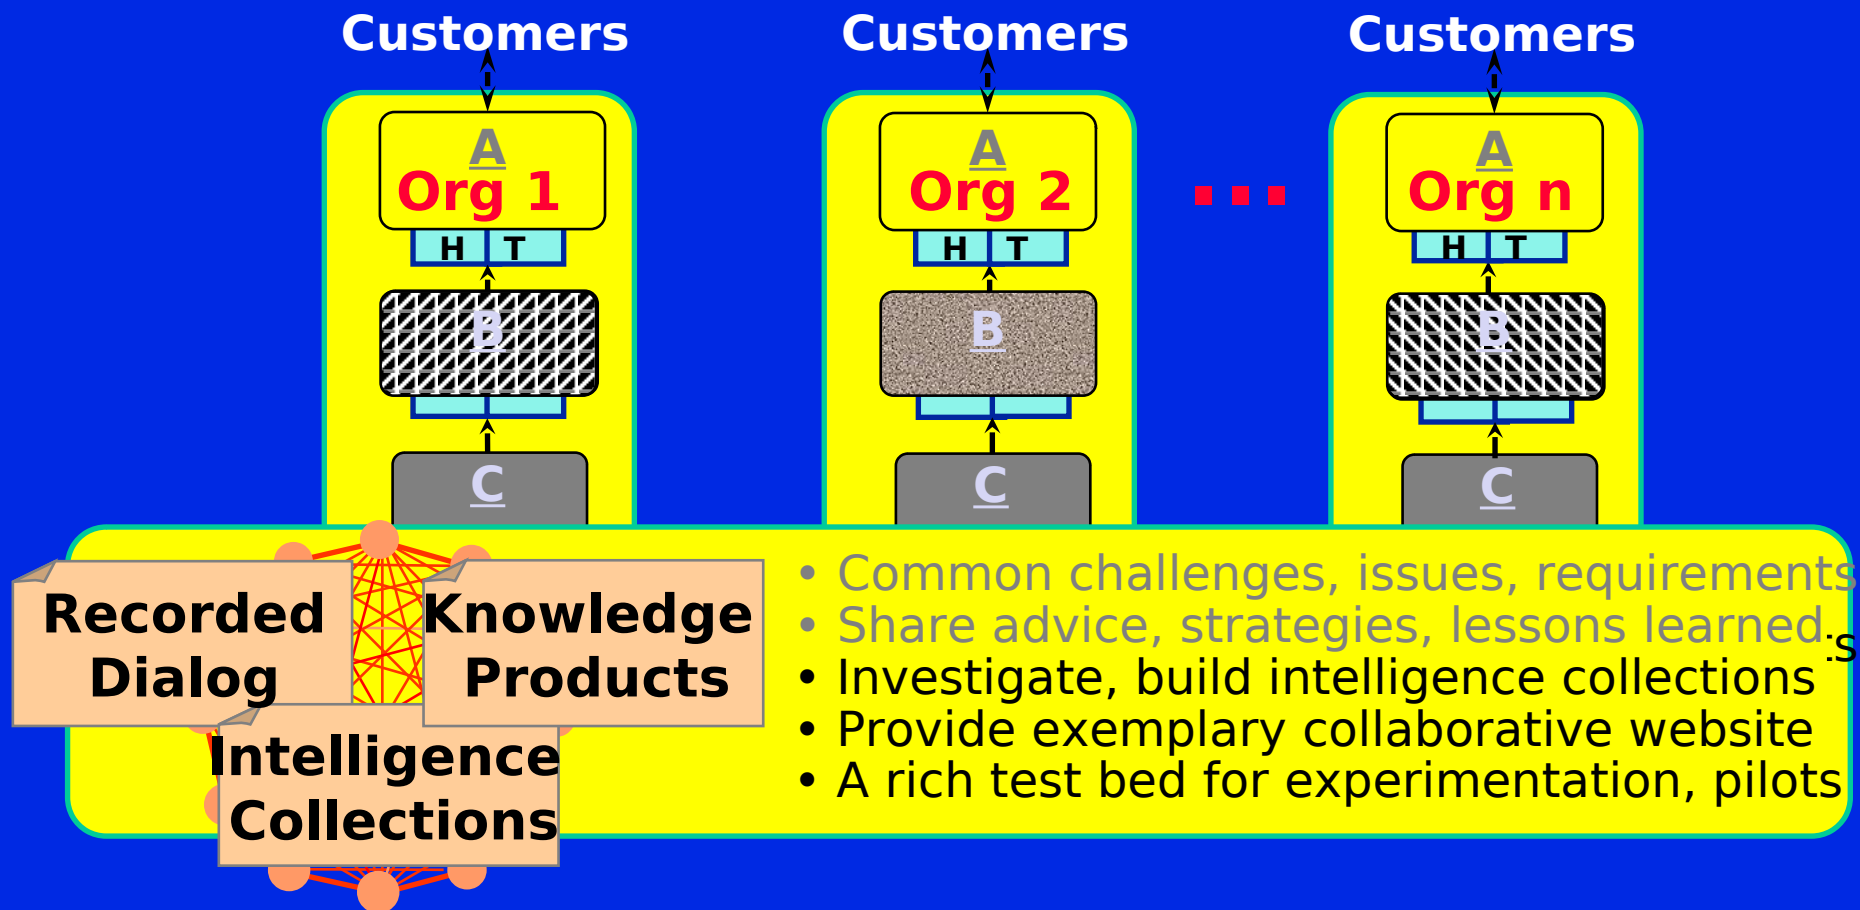 Customers
Customers
Customers
A
Org 1
A
Org 2
...
A
Org n
H T
H T
H T
B
B
B
C
C
C
Recorded
Dialog
Knowledge
Products
Intelligence
Collections
• Common challenges, issues, requirements
• Share advice, strategies, lessons learned
• Investigate, build intelligence collections
• Provide exemplary collaborative website
• A rich test bed for experimentation, pilots